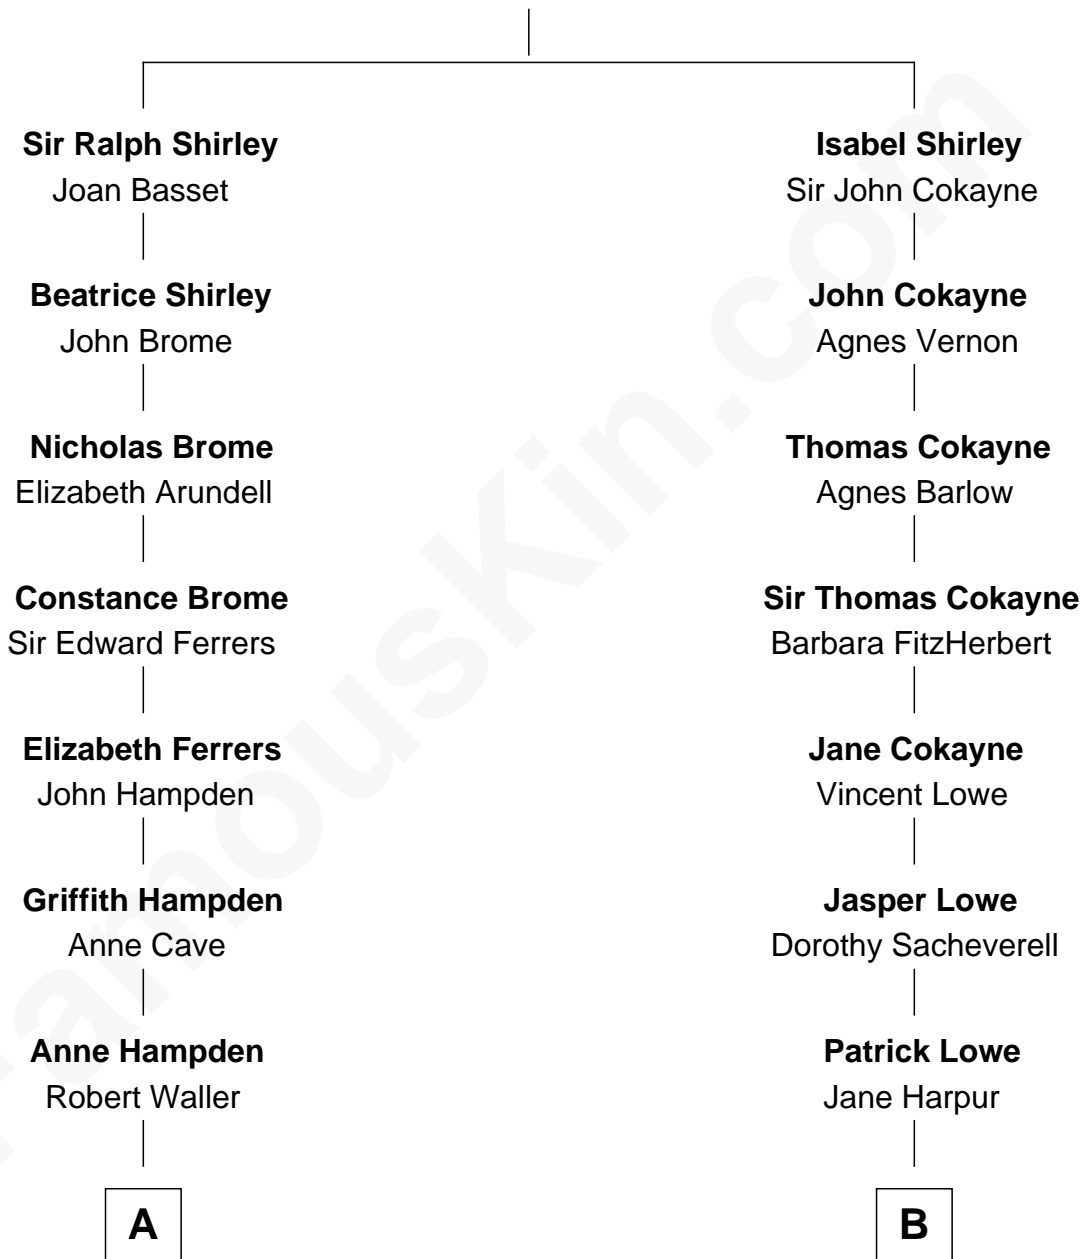 Sir Ralph Shirley
Joan Basset
Beatrice Shirley
John Brome
Nicholas Brome
Elizabeth Arundell
Constance Brome
Sir Edward Ferrers
Elizabeth Ferrers
John Hampden
Griffith Hampden
Anne Cave
Anne Hampden
Robert Waller
A
Isabel Shirley
Sir John Cokayne
John Cokayne
Agnes Vernon
Thomas Cokayne
Agnes Barlow
Sir Thomas Cokayne
Barbara FitzHerbert
Jane Cokayne
Vincent Lowe
Jasper Lowe
Dorothy Sacheverell
Patrick Lowe
Jane Harpur
B
FamousKin.com